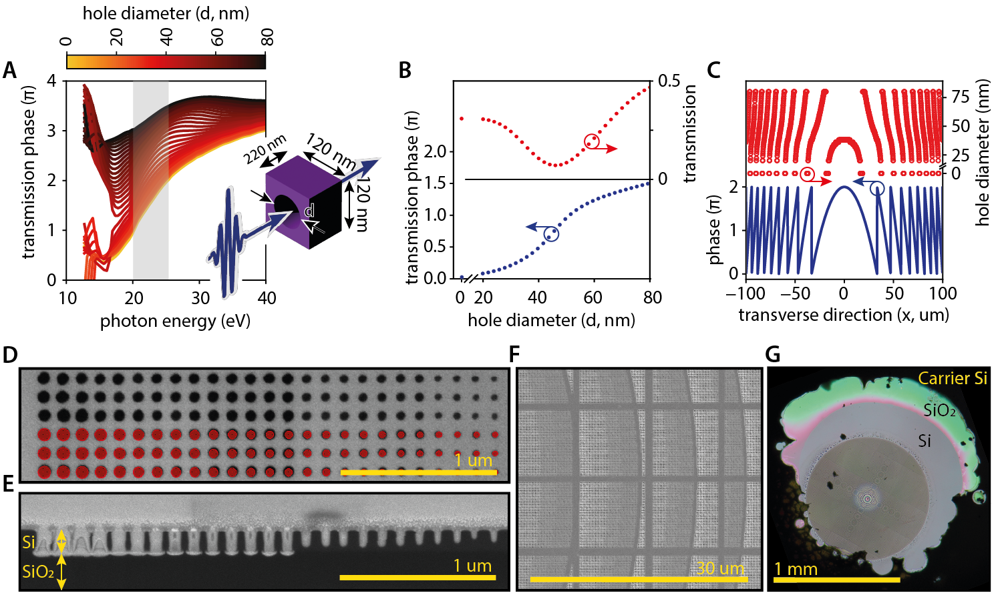 hole diameter (d, nm)
0 20 40 60 80
A
transmission phase (π)
4
3
2
1
0
10 20 30 40
photon energy (eV)
220 nm
120 nm
120 nm
d
B
transmission phase (π)
2.0
1.5
1.0
0.5
0.0
0.5
0
transmission
0 20 40 60 80
hole diameter (d, nm)
C
75
50
25
0
hole diameter (nm)
phase (π)
2
1
0
−100 −50 0 50 100
transverse direction (x, um)
D
1 um
E
Si
SiO2
1 um
F
30 um
G
Carrier Si
SiO2
Si
1 mm